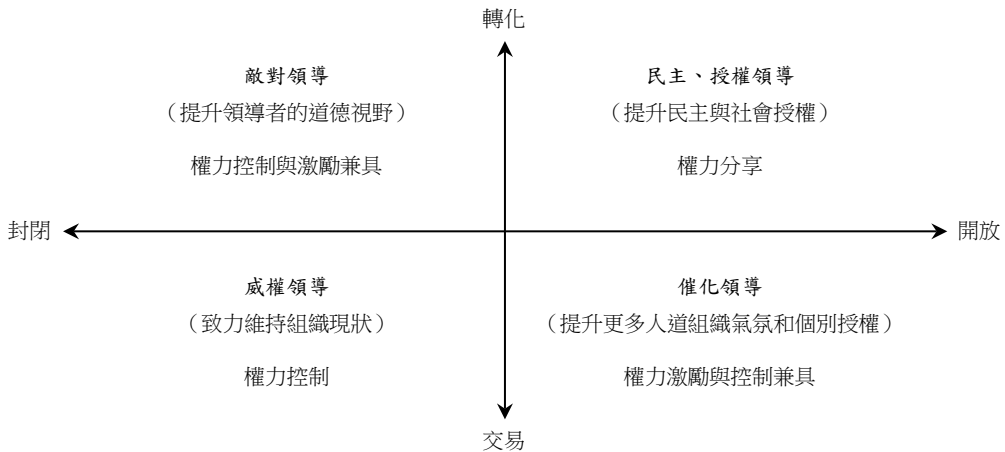 轉化
敵對領導
（提升領導者的道德視野）
權力控制與激勵兼具
民主、授權領導
（提升民主與社會授權）
權力分享
封閉
開放
威權領導
（致力維持組織現狀）
權力控制
催化領導
（提升更多人道組織氣氛和個別授權）
權力激勵與控制兼具
交易